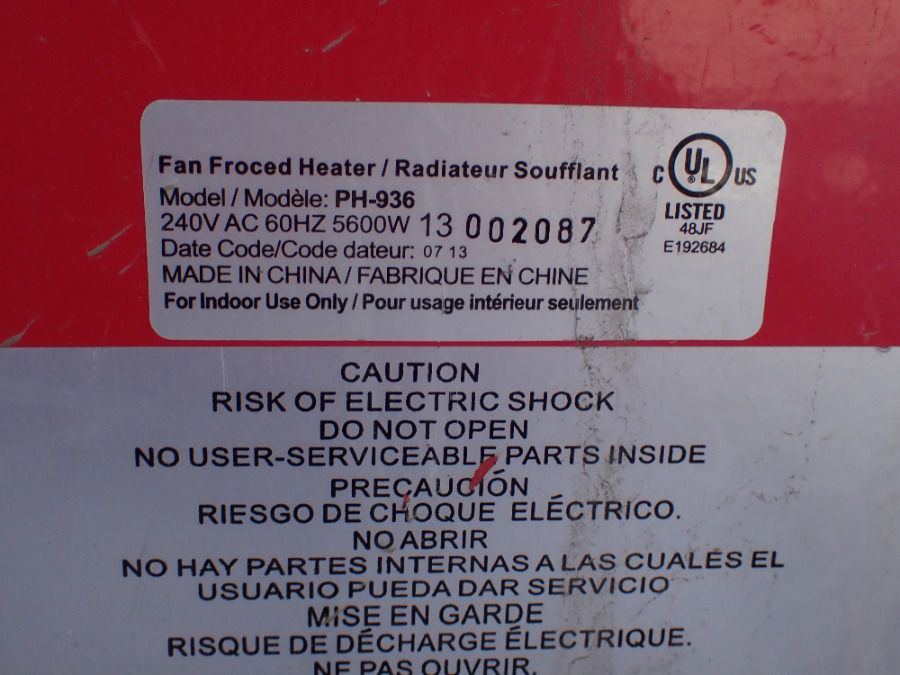 Fan Froced Heater / Radiateur Soufflant
Model / Modèle: PH-936
240V AC 60HZ 5600W 13 002087
Date Code/Code dateur: 07 13
MADE IN CHINA / FABRIQUE EN CHINE
For Indoor Use Only / Pour usage intérieur seulement
C UL ® US
LISTED
48JF
E192684
CAUTION
RISK OF ELECTRIC SHOCK
DO NOT OPEN
NO USER-SERVICEABLE PARTS INSIDE
PRECAUCIÓN
RIESGO DE CHOQUE ELÉCTRICO.
NO ABRIR
NO HAY PARTES INTERNAS A LAS CUALES EL
USUARIO PUEDA DAR SERVICIO
MISE EN GARDE
RISQUE DE DÉCHARGE ÉLECTRIQUE.
NE PAS OUVRIR.